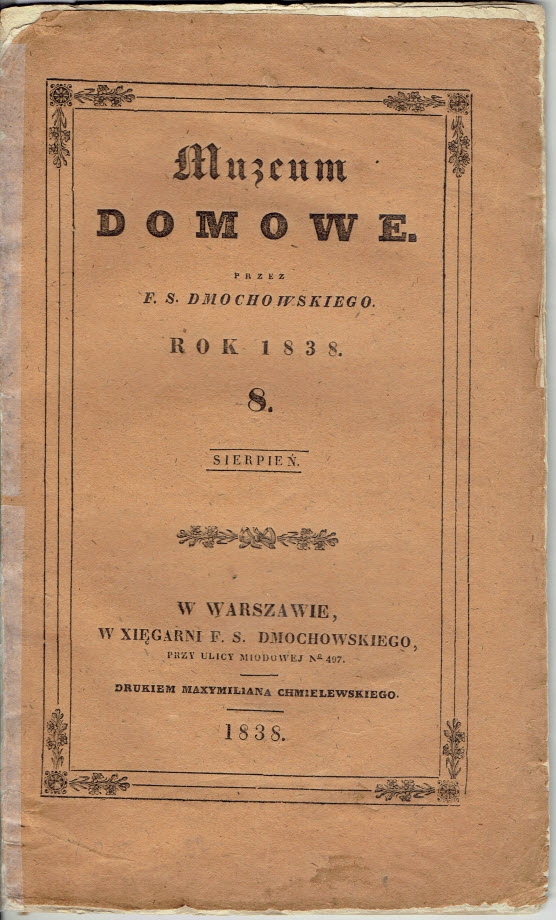 Muzeum
DOMOWE.
PRZEZ
F. S. DMOCHOWSKIEGO.
ROK 1838.
8.
SIERPIEŃ.
W WARSZAWIE,
W XIĘGARNI F. S. DMOCHOWSKIEGO,
PRZY ULICY MIODOWEJ No 497.
DRUKIEM MAXYMILIANA CHMIELEWSKIEGO.
1838.